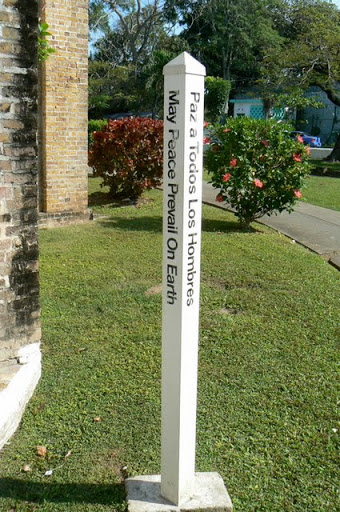 May Peace Prevail On Earth
Paz a Todos Los Hombres